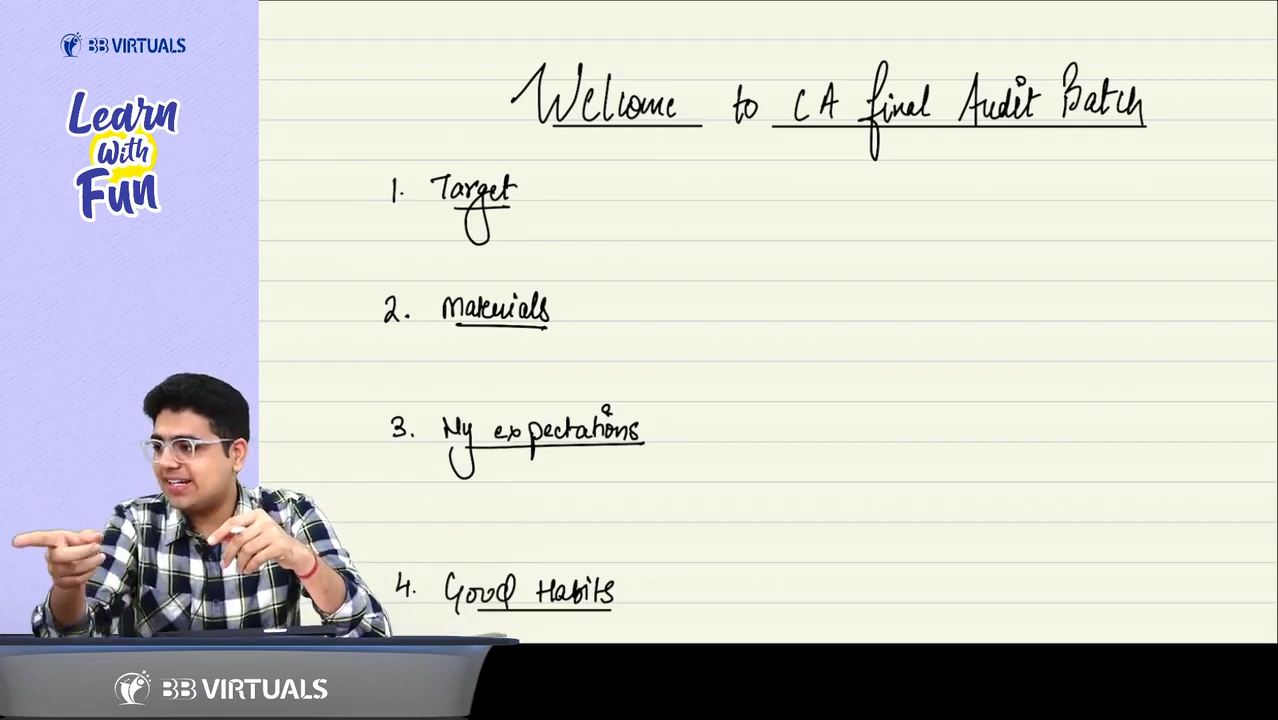 BB VIRTUALS
Learn
With
Fun
Welcome to CA final Audit Batch
1. Target
2. Materials
3. My expectations
4. Good Habits
BB VIRTUALS